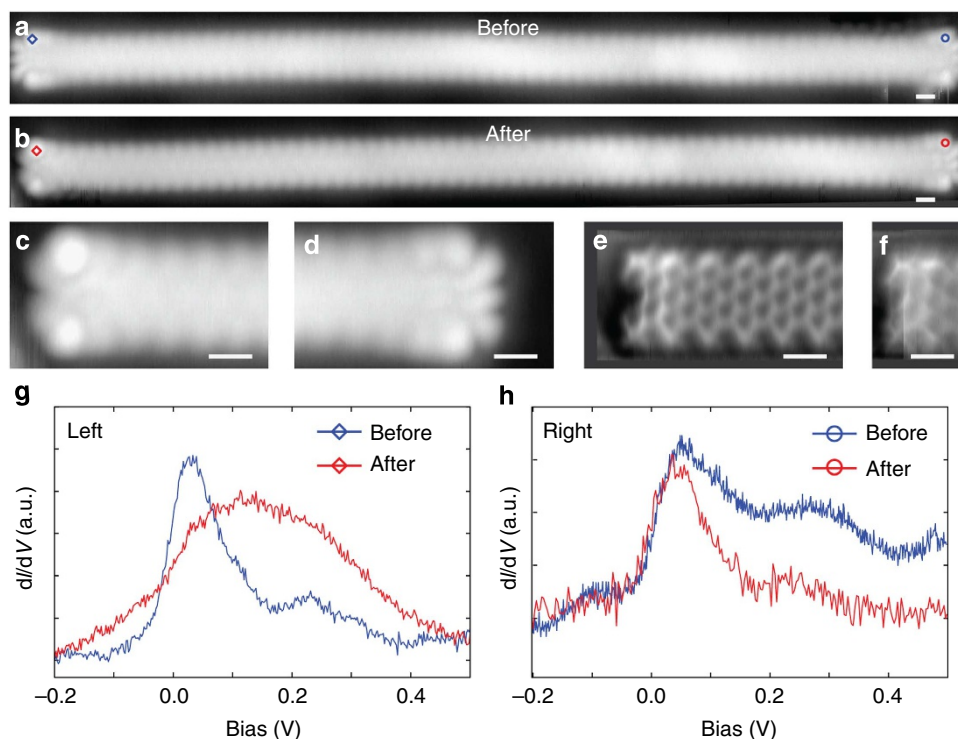 a
Before
b
After
c
d
e
f
g
h
Left
Before
After
dI/dV (a.u.)
−0.2
0.0
0.2
0.4
Bias (V)
Right
Before
After
dI/dV (a.u.)
−0.2
0.0
0.2
0.4
Bias (V)